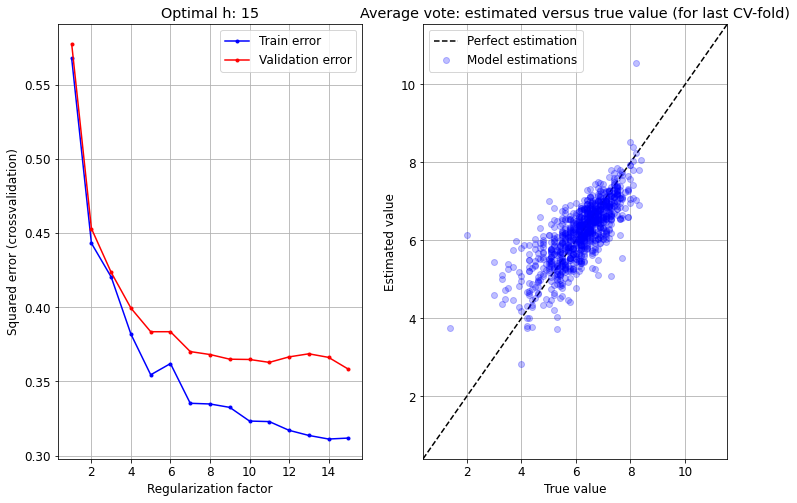 Optimal h: 15
Train error
Validation error
0.55
0.50
0.45
0.40
0.35
0.30
Squared error (crossvalidation)
2 4 6 8 10 12 14
Regularization factor
Average vote: estimated versus true value (for last CV-fold)
Perfect estimation
Model estimations
10
8
6
4
2
Estimated value
2 4 6 8 10
True value